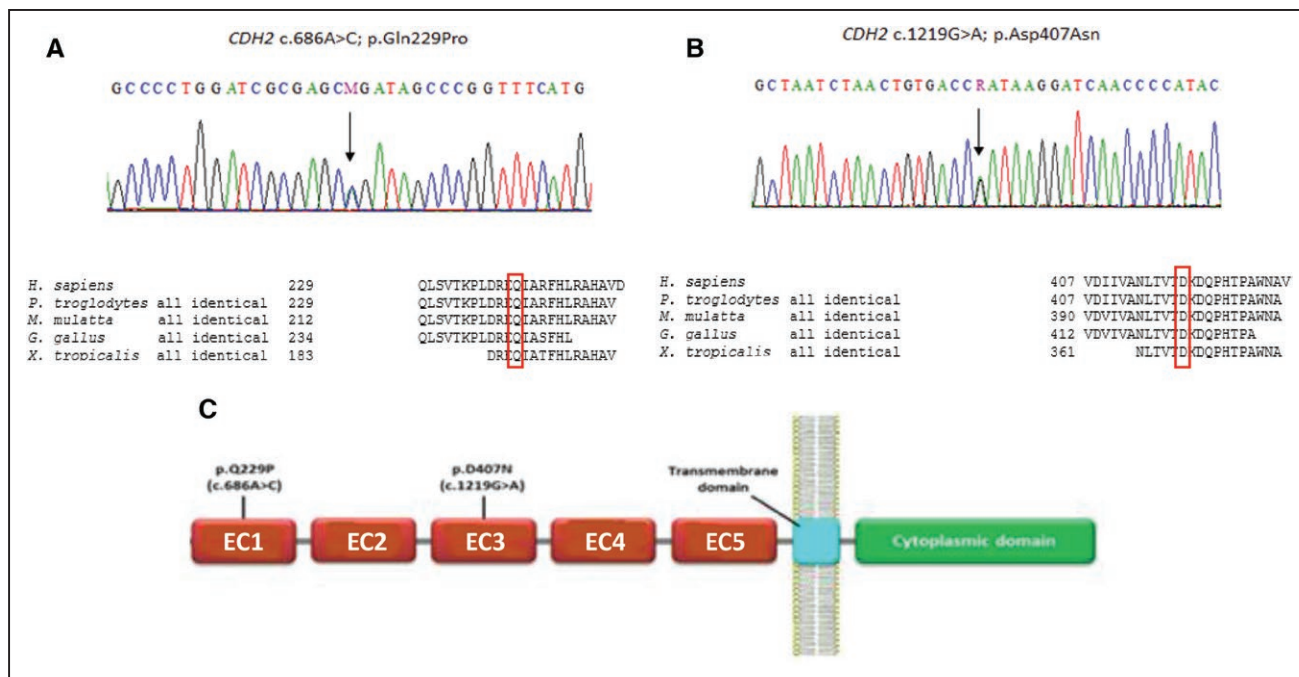 A
CDH2 c.686A>C; p.Gln229Pro
GCCCCTGGATCGCGAGCMGATAGCCCGGTTTCATG
H. sapiens 229 QLSVTKPLDREQIARFHLRAHAVD
P. troglodytes all identical 229 QLSVTKPLDREQIARFHLRAHAV
M. mulatta all identical 212 QLSVTKPLDREQIARFHLRAHAV
G. gallus all identical 234 QLSVTKPLDREQIASFHL
X. tropicalis all identical 183 DREQIATFHLRAHAV
B
CDH2 c.1219G>A; p.Asp407Asn
GCTAATCTAACTGTGACCRATAAGGATCAACCCCATAC
H. sapiens 407 VDIIVANLTVTDKDQPHTPAWNAV
P. troglodytes all identical 407 VDIIVANLTVTDKDQPHTPAWNA
M. mulatta all identical 390 VDIIVANLTVTDKDQPHTPAWNA
G. gallus all identical 412 VDVIVANLTVTDKDQPHTPA
X. tropicalis all identical 361 NLTVTDKDQPHTPAWNA
C
p.Q229P
(c.686A>C)
p.D407N
(c.1219G>A)
Transmembrane
domain
EC1 EC2 EC3 EC4 EC5 Cytoplasmic domain